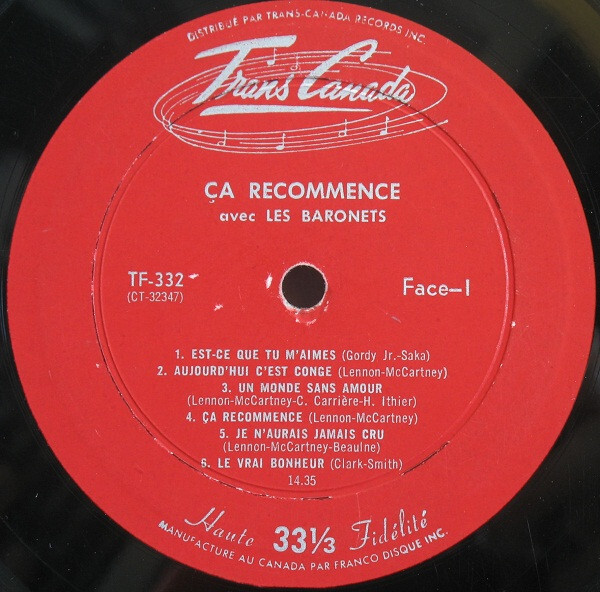 DISTRIBUÉ PAR TRANS-CANADA RECORDS INC.
Trans Canada
ÇA RECOMMENCE
avec LES BARONETS
TF-332
(CT-32347)
Face-I
1. EST-CE QUE TU M'AIMES (Gordy Jr.-Saka)
2. AUJOURD'HUI C'EST CONGE (Lennon-McCartney)
3. UN MONDE SANS AMOUR
(Lennon-McCartney-C. Carrière-H. Ithier)
4. ÇA RECOMMENCE (Lennon-McCartney)
5. JE N'AURAIS JAMAIS CRU
(Lennon-McCartney-Beaulne)
6. LE VRAI BONHEUR (Clark-Smith)
14.35
Haute 33⅓ Fidélité
MANUFACTURE AU CANADA PAR FRANCO DISQUE INC.